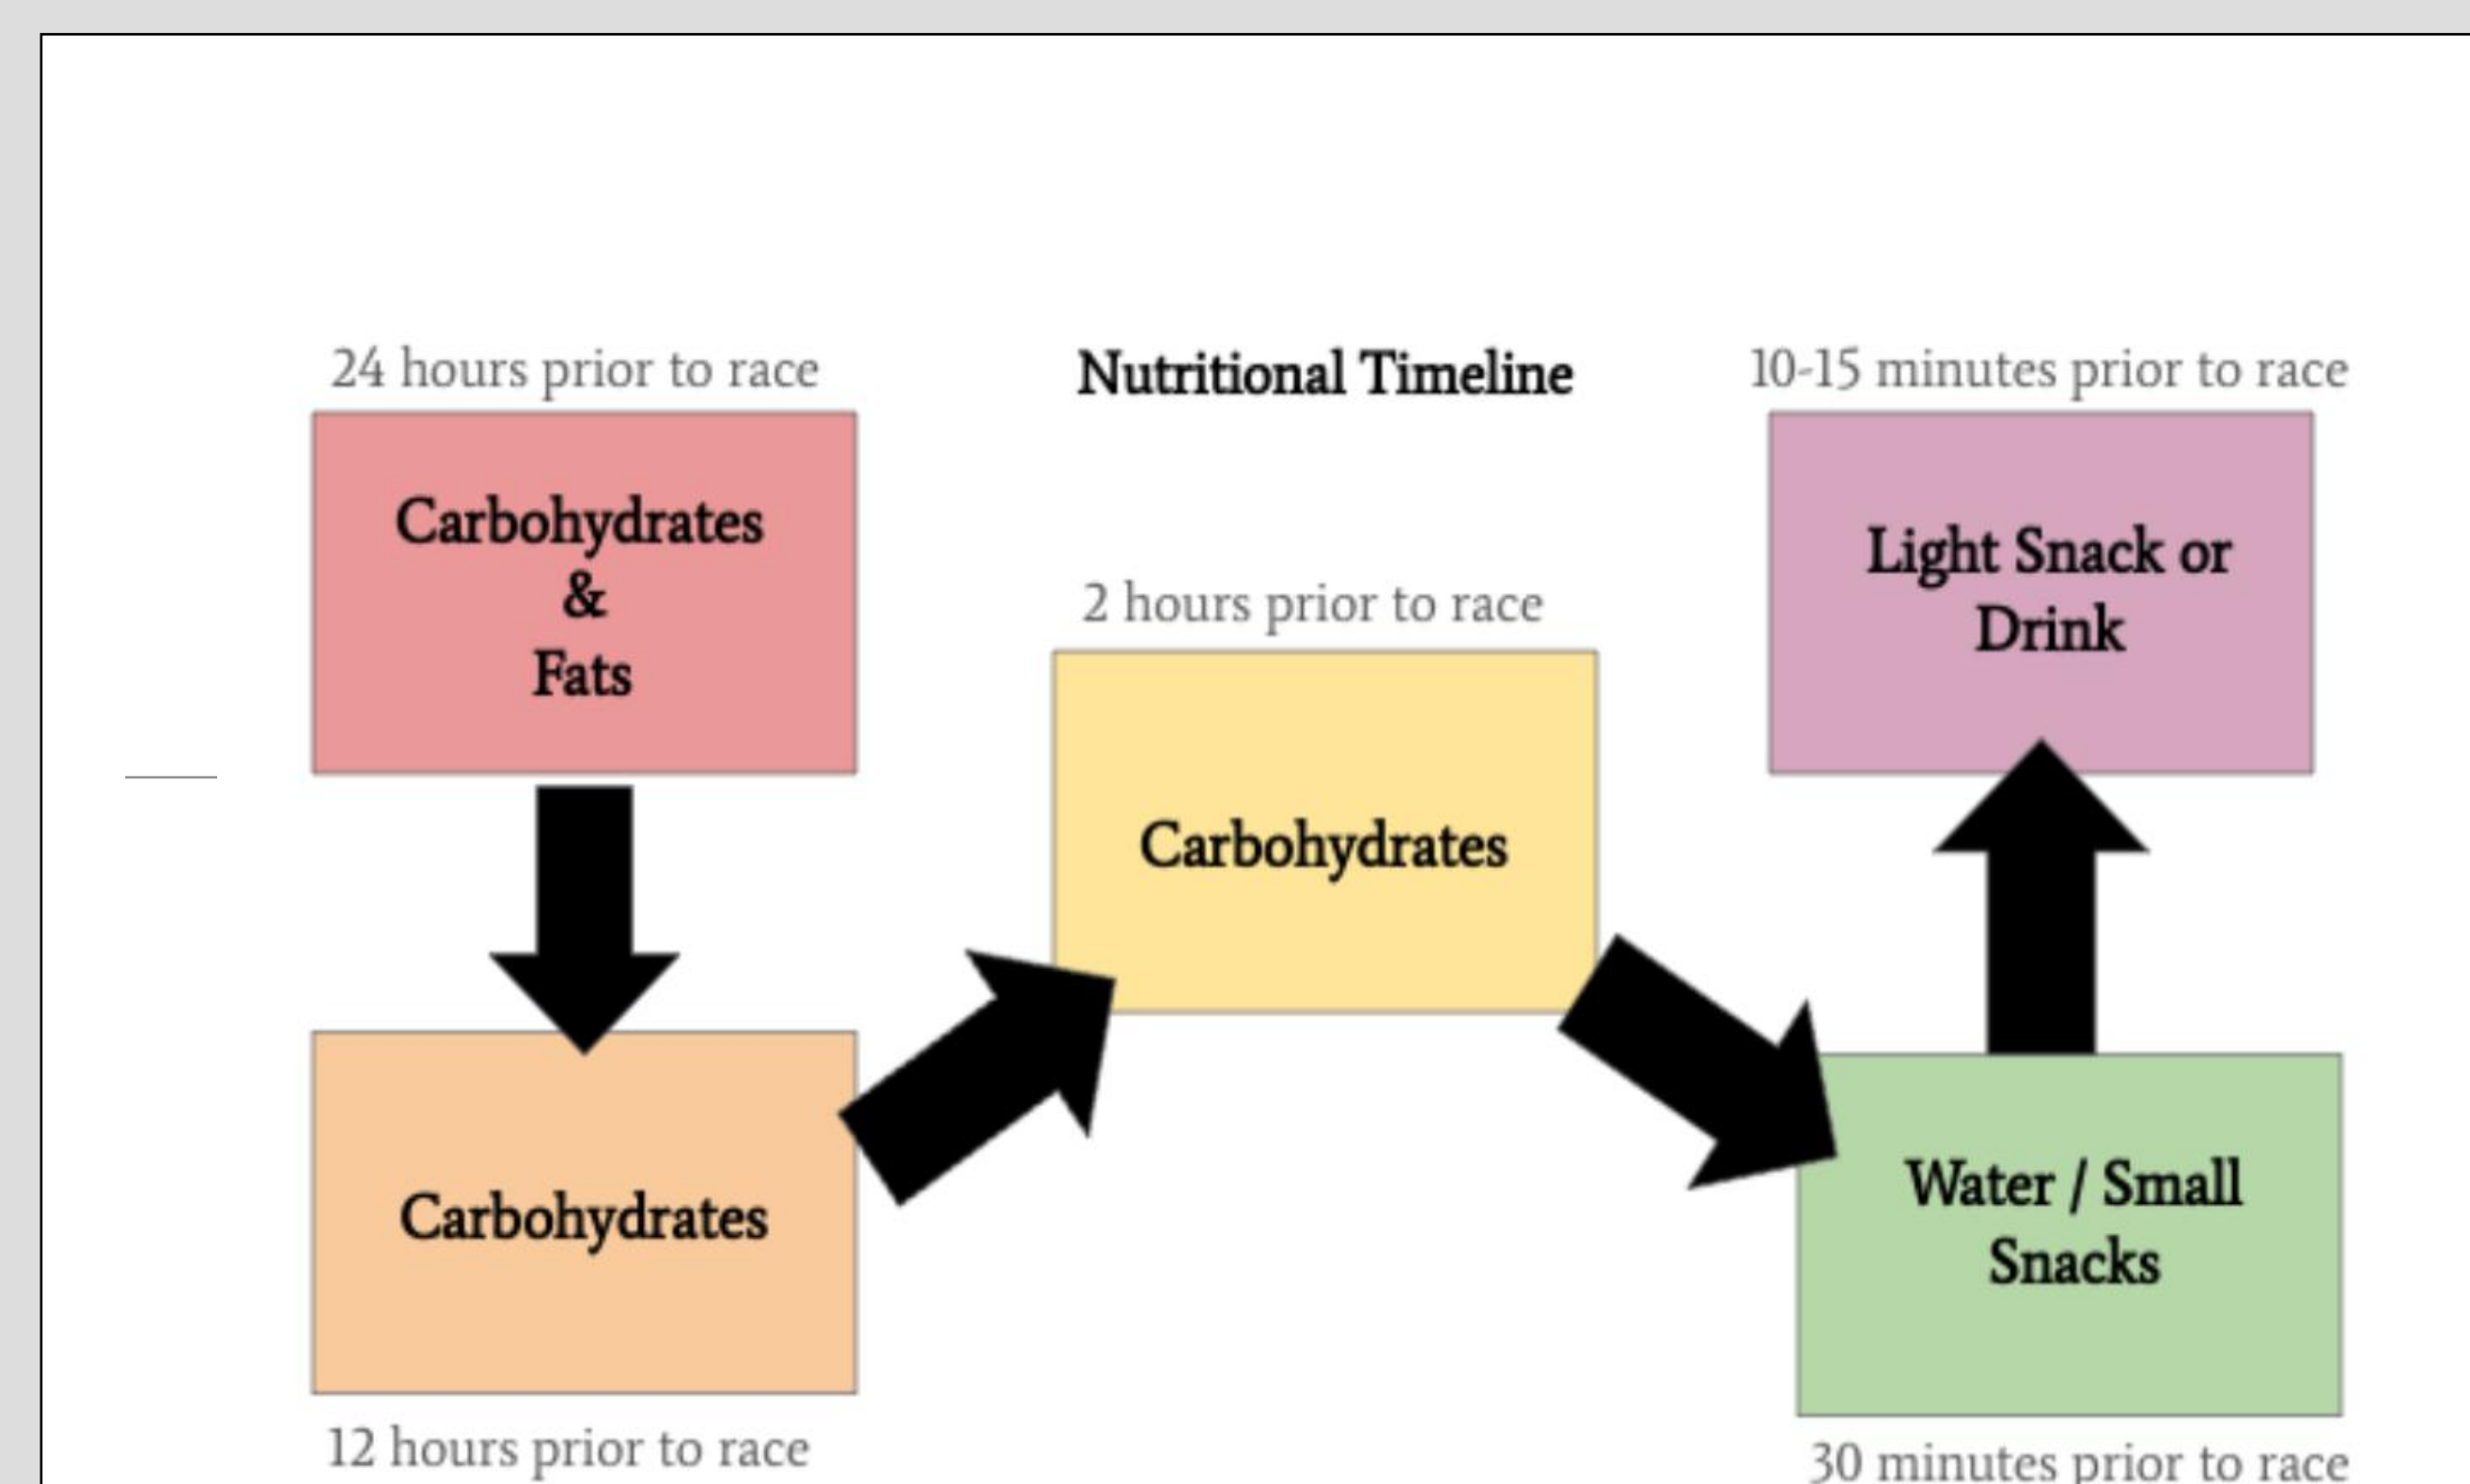 Nutritional Timeline
24 hours prior to race
Carbohydrates
&
Fats
Carbohydrates
12 hours prior to race
2 hours prior to race
Carbohydrates
Water / Small
Snacks
30 minutes prior to race
10-15 minutes prior to race
Light Snack or
Drink